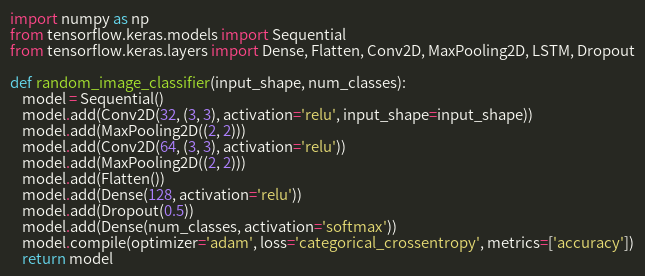 import numpy as np
from tensorflow.keras.models import Sequential
from tensorflow.keras.layers import Dense, Flatten, Conv2D, MaxPooling2D, LSTM, Dropout

def random_image_classifier(input_shape, num_classes):
    model = Sequential()
    model.add(Conv2D(32, (3, 3), activation='relu', input_shape=input_shape))
    model.add(MaxPooling2D((2, 2)))
    model.add(Conv2D(64, (3, 3), activation='relu'))
    model.add(MaxPooling2D((2, 2)))
    model.add(Flatten())
    model.add(Dense(128, activation='relu'))
    model.add(Dropout(0.5))
    model.add(Dense(num_classes, activation='softmax'))
    model.compile(optimizer='adam', loss='categorical_crossentropy', metrics=['accuracy'])
    return model